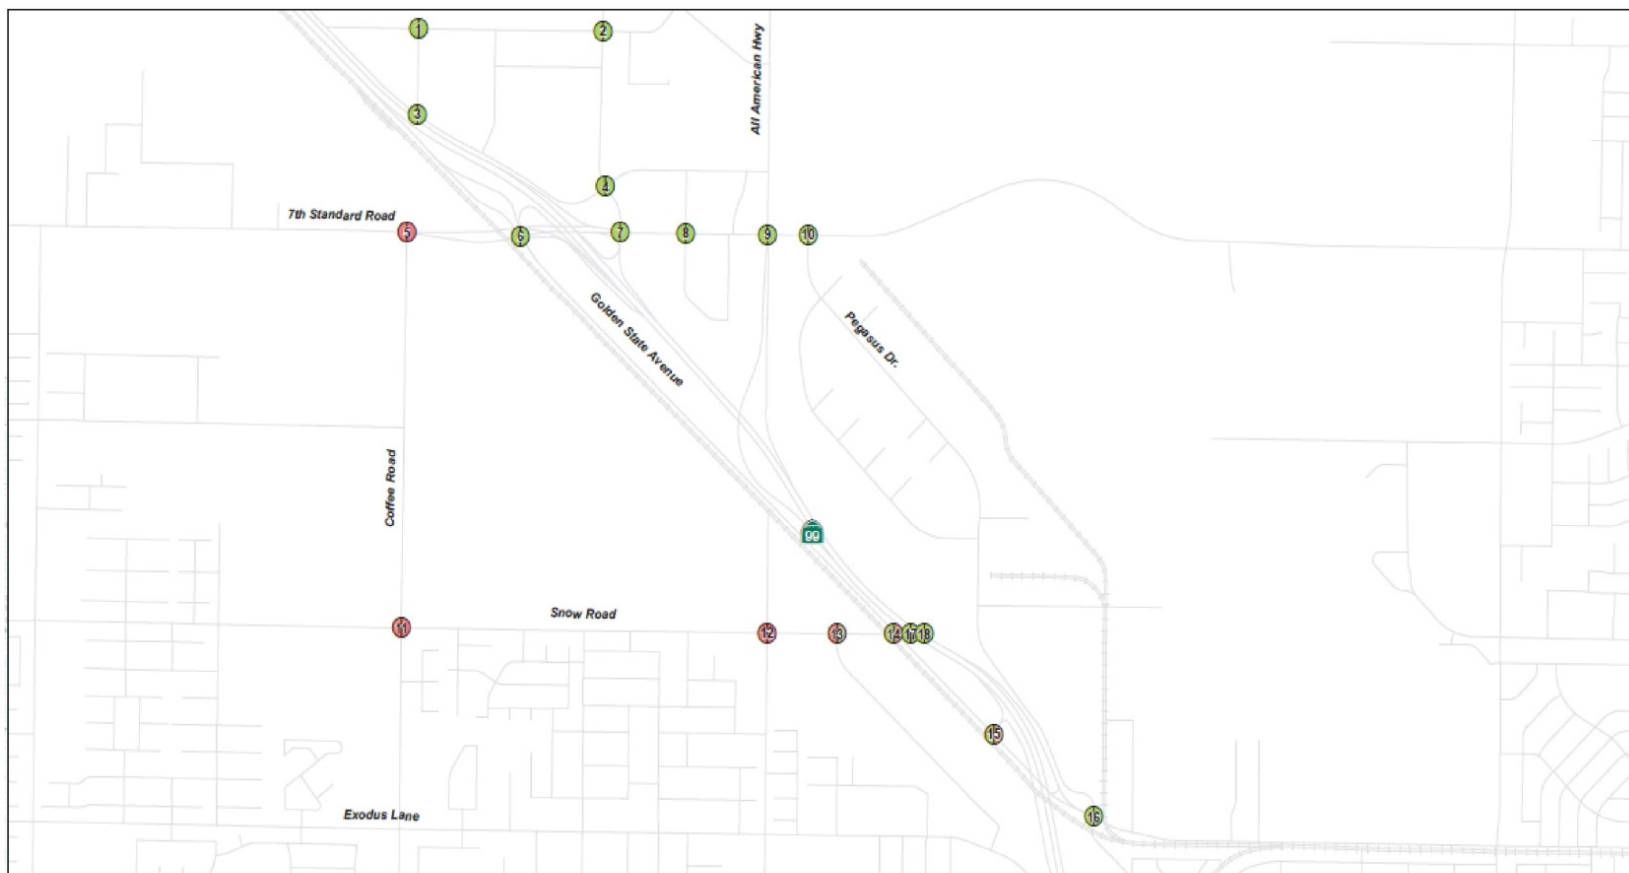 1
2
All American Hwy
3
4
7th Standard Road
5
6
7
8
9
10
Golden State Avenue
Pegasus Dr.
Coffee Road
99
Snow Road
11
12
13
14
17
18
15
Exodus Lane
16